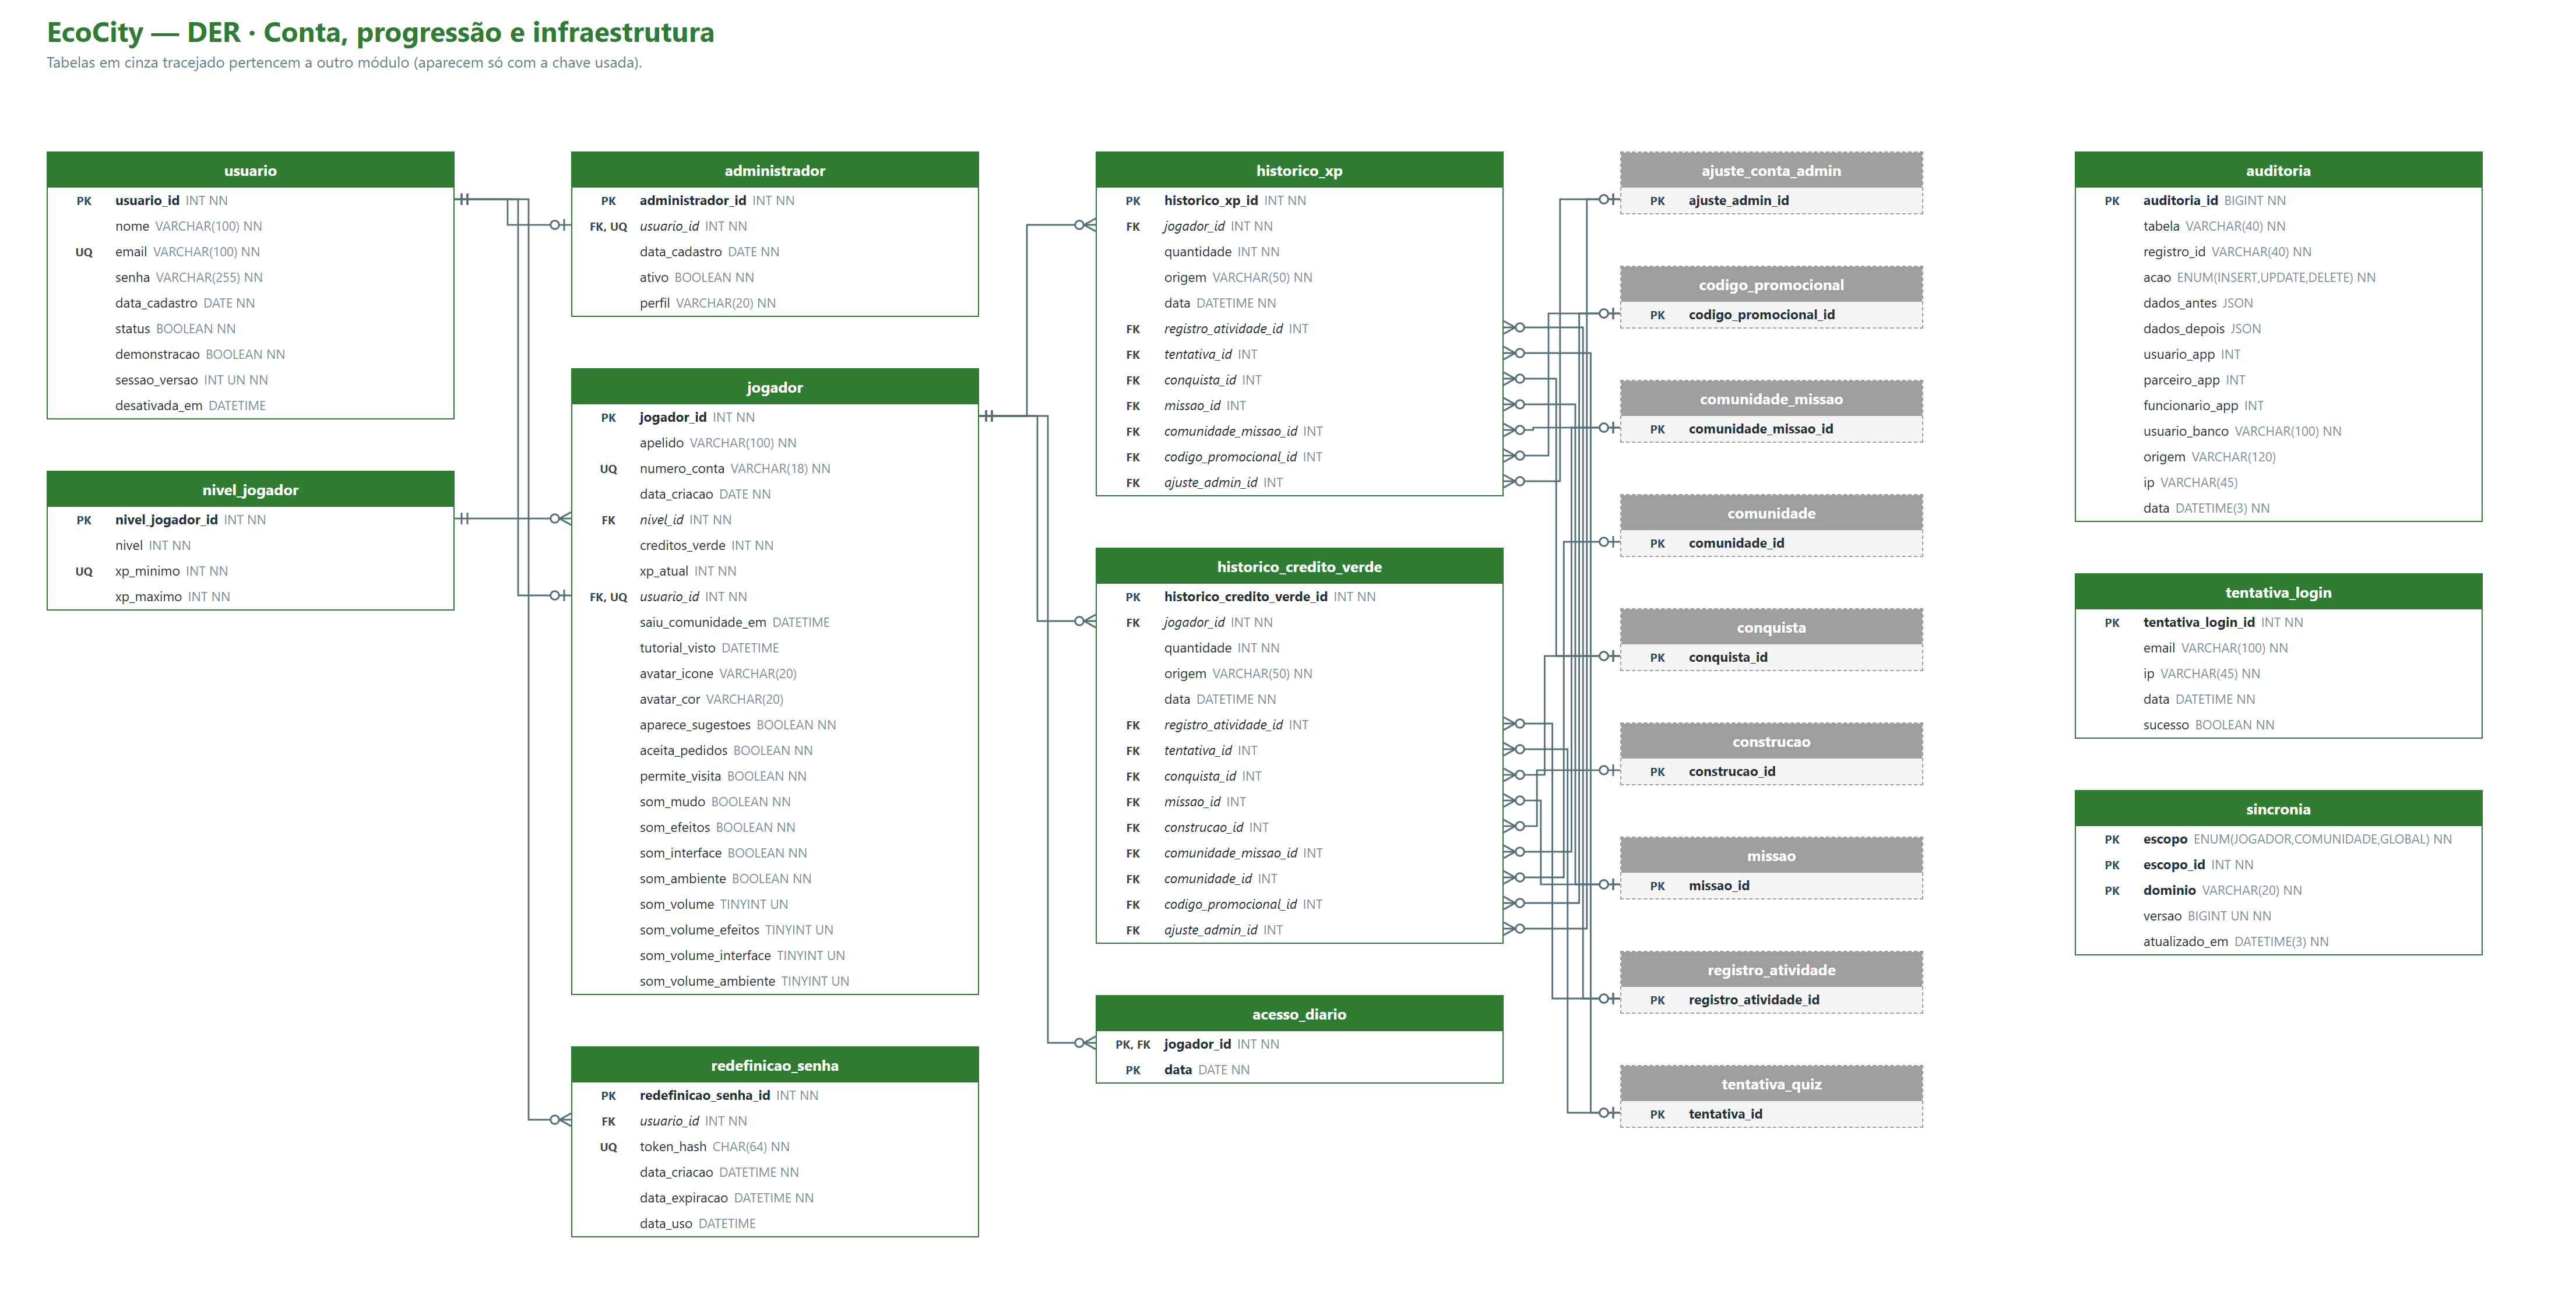 EcoCity — DER · Conta, progressão e infraestrutura
Tabelas em cinza tracejado pertencem a outro módulo (aparecem só com a chave usada).
usuario
PK usuario_id INT NN
nome VARCHAR(100) NN
UQ email VARCHAR(100) NN
senha VARCHAR(255) NN
data_cadastro DATE NN
status BOOLEAN NN
demonstracao BOOLEAN NN
sessao_versao INT UN NN
desativada_em DATETIME
nivel_jogador
PK nivel_jogador_id INT NN
nivel INT NN
UQ xp_minimo INT NN
xp_maximo INT NN
administrador
PK administrador_id INT NN
FK, UQ usuario_id INT NN
data_cadastro DATE NN
ativo BOOLEAN NN
perfil VARCHAR(20) NN
jogador
PK jogador_id INT NN
apelido VARCHAR(100) NN
UQ numero_conta VARCHAR(18) NN
data_criacao DATE NN
FK nivel_id INT NN
creditos_verde INT NN
xp_atual INT NN
FK, UQ usuario_id INT NN
saiu_comunidade_em DATETIME
tutorial_visto DATETIME
avatar_icone VARCHAR(20)
avatar_cor VARCHAR(20)
aparece_sugestoes BOOLEAN NN
aceita_pedidos BOOLEAN NN
permite_visita BOOLEAN NN
som_mudo BOOLEAN NN
som_efeitos BOOLEAN NN
som_interface BOOLEAN NN
som_ambiente BOOLEAN NN
som_volume TINYINT UN
som_volume_efeitos TINYINT UN
som_volume_interface TINYINT UN
som_volume_ambiente TINYINT UN
redefinicao_senha
PK redefinicao_senha_id INT NN
FK usuario_id INT NN
UQ token_hash CHAR(64) NN
data_criacao DATETIME NN
data_expiracao DATETIME NN
data_uso DATETIME
historico_xp
PK historico_xp_id INT NN
FK jogador_id INT NN
quantidade INT NN
origem VARCHAR(50) NN
data DATETIME NN
FK registro_atividade_id INT
FK tentativa_id INT
FK conquista_id INT
FK missao_id INT
FK comunidade_missao_id INT
FK codigo_promocional_id INT
FK ajuste_admin_id INT
historico_credito_verde
PK historico_credito_verde_id INT NN
FK jogador_id INT NN
quantidade INT NN
origem VARCHAR(50) NN
data DATETIME NN
FK registro_atividade_id INT
FK tentativa_id INT
FK conquista_id INT
FK missao_id INT
FK construcao_id INT
FK comunidade_missao_id INT
FK comunidade_id INT
FK codigo_promocional_id INT
FK ajuste_admin_id INT
acesso_diario
PK, FK jogador_id INT NN
PK data DATE NN
ajuste_conta_admin
PK ajuste_admin_id
codigo_promocional
PK codigo_promocional_id
comunidade_missao
PK comunidade_missao_id
comunidade
PK comunidade_id
conquista
PK conquista_id
construcao
PK construcao_id
missao
PK missao_id
registro_atividade
PK registro_atividade_id
tentativa_quiz
PK tentativa_id
auditoria
PK auditoria_id BIGINT NN
tabela VARCHAR(40) NN
registro_id VARCHAR(40) NN
acao ENUM(INSERT,UPDATE,DELETE) NN
dados_antes JSON
dados_depois JSON
usuario_app INT
parceiro_app INT
funcionario_app INT
usuario_banco VARCHAR(100) NN
origem VARCHAR(120)
ip VARCHAR(45)
data DATETIME(3) NN
tentativa_login
PK tentativa_login_id INT NN
email VARCHAR(100) NN
ip VARCHAR(45) NN
data DATETIME NN
sucesso BOOLEAN NN
sincronia
PK escopo ENUM(JOGADOR,COMUNIDADE,GLOBAL) NN
PK escopo_id INT NN
PK dominio VARCHAR(20) NN
versao BIGINT UN NN
atualizado_em DATETIME(3) NN